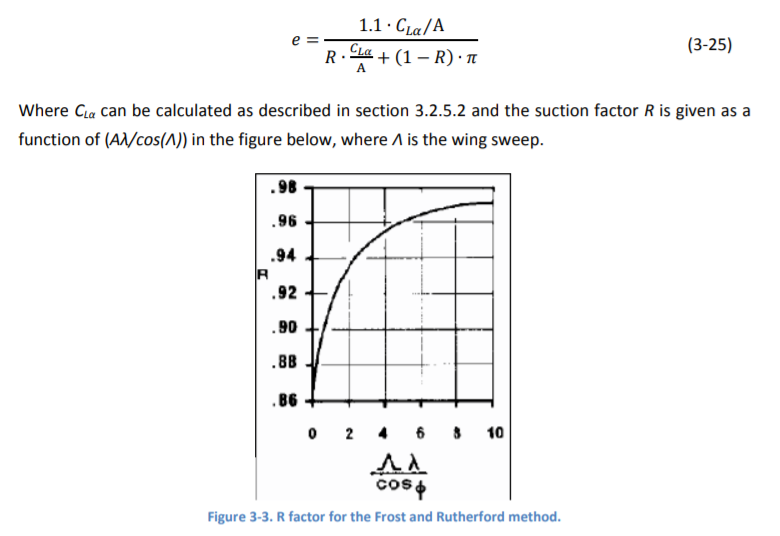 e = 1.1 · C_Lα/A / R · C_Lα/A + (1 − R) · π (3-25)
Where CLα can be calculated as described in section 3.2.5.2 and the suction factor R is given as a
function of (Aλ/cos(Λ)) in the figure below, where Λ is the wing sweep.
.98
.96
.94
R
.92
.90
.88
.86
0 2 4 6 8 10
Λ λ
cos ϕ
Figure 3-3. R factor for the Frost and Rutherford method.